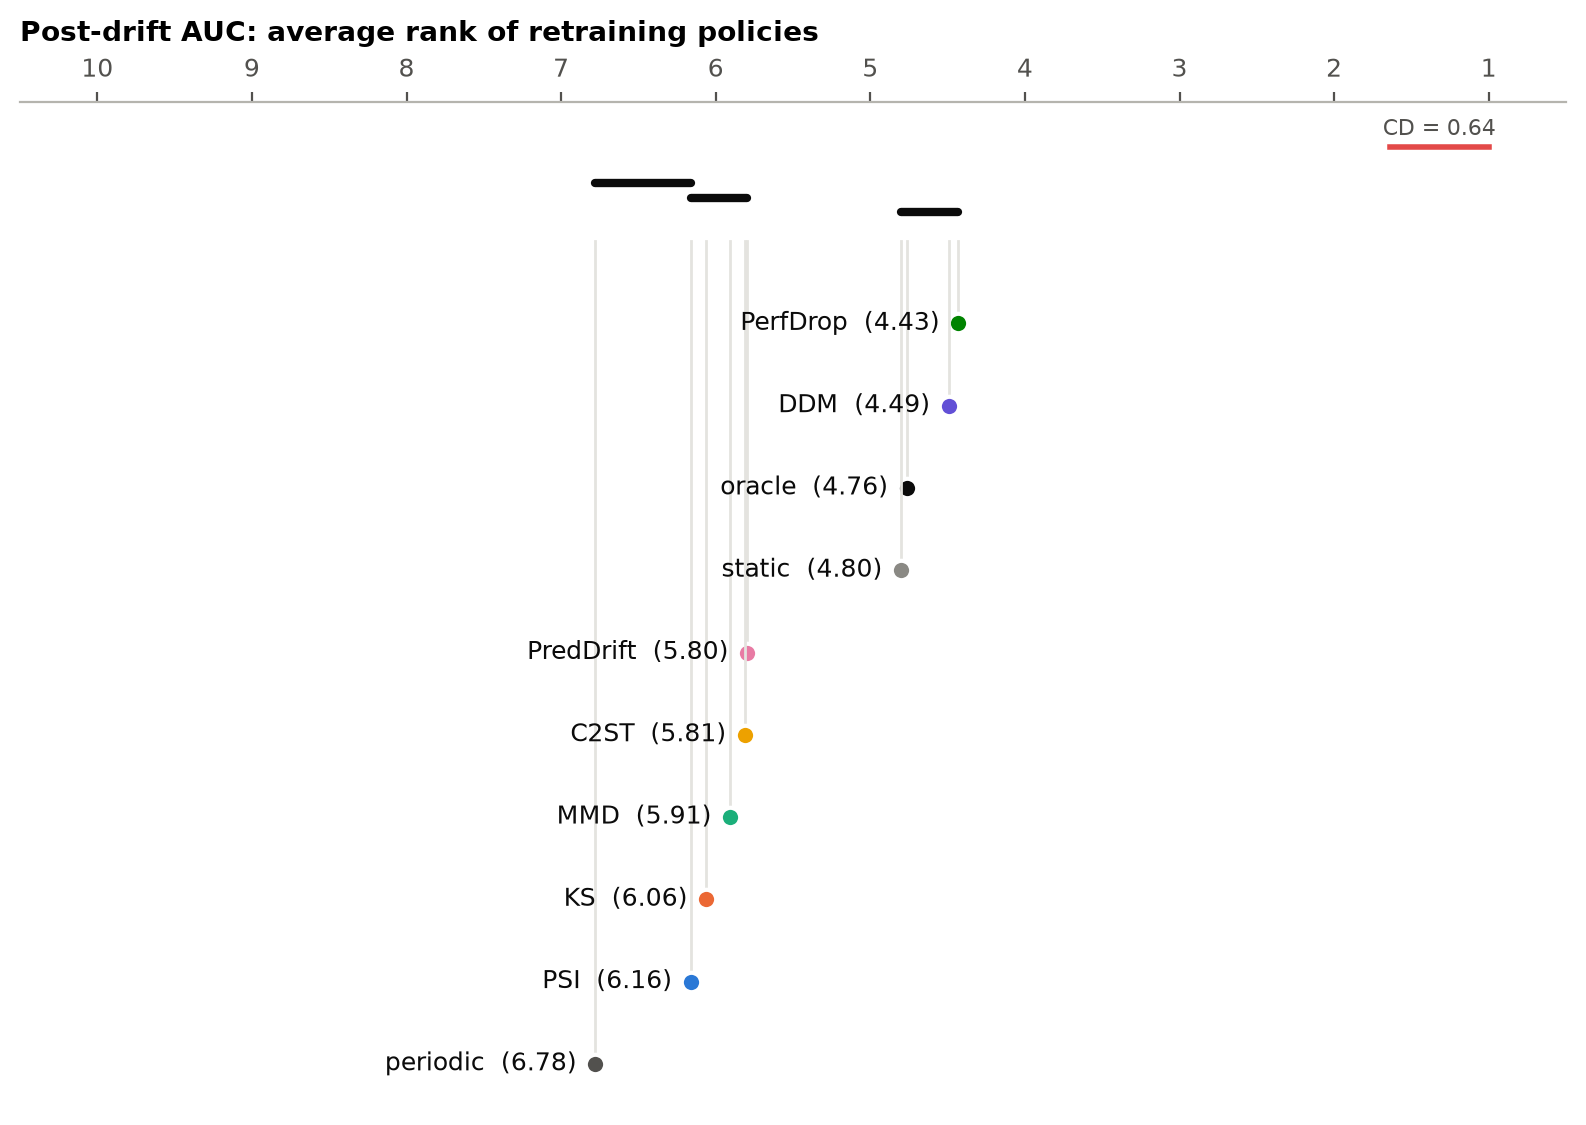 Post-drift AUC: average rank of retraining policies
10 9 8 7 6 5 4 3 2 1
CD = 0.64
PerfDrop (4.43)
DDM (4.49)
oracle (4.76)
static (4.80)
PredDrift (5.80)
C2ST (5.81)
MMD (5.91)
KS (6.06)
PSI (6.16)
periodic (6.78)